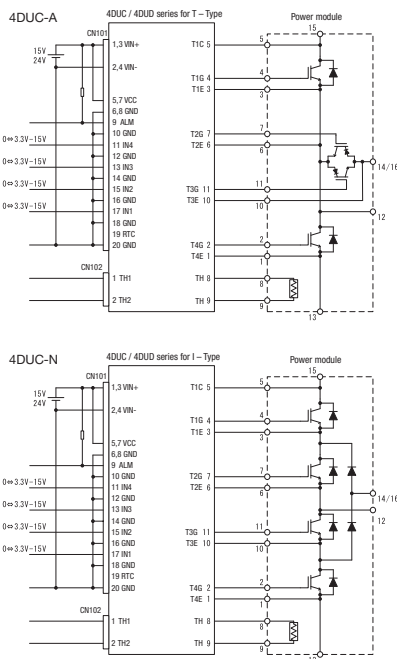 4DUC-A
4DUC / 4DUD series for T – Type
Power module
CN101
15V
24V
1,3 VIN+
2,4 VIN-
5,7 VCC
6,8 GND
9 ALM
10 GND
11 IN4
12 GND
13 IN3
14 GND
15 IN2
16 GND
17 IN1
18 GND
19 RTC
20 GND
0⇔3.3V–15V
0⇔3.3V–15V
0⇔3.3V–15V
0⇔3.3V–15V
CN102
1 TH1
2 TH2
T1C 5
T1G 4
T1E 3
T2G 7
T2E 6
T3G 11
T3E 10
T4G 2
T4E 1
TH 8
TH 9
15
5
4
3
7
6
11
10
2
1
8
9
14/16
12
13
4DUC-N
4DUC / 4DUD series for I – Type
Power module
CN101
15V
24V
1,3 VIN+
2,4 VIN-
5,7 VCC
6,8 GND
9 ALM
10 GND
11 IN4
12 GND
13 IN3
14 GND
15 IN2
16 GND
17 IN1
18 GND
19 RTC
20 GND
0⇔3.3V–15V
0⇔3.3V–15V
0⇔3.3V–15V
0⇔3.3V–15V
CN102
1 TH1
2 TH2
T1C 5
T1G 4
T1E 3
T2G 7
T2E 6
T3G 11
T3E 10
T4G 2
T4E 1
TH 8
TH 9
15
5
4
3
7
6
11
10
2
1
8
9
14/16
12